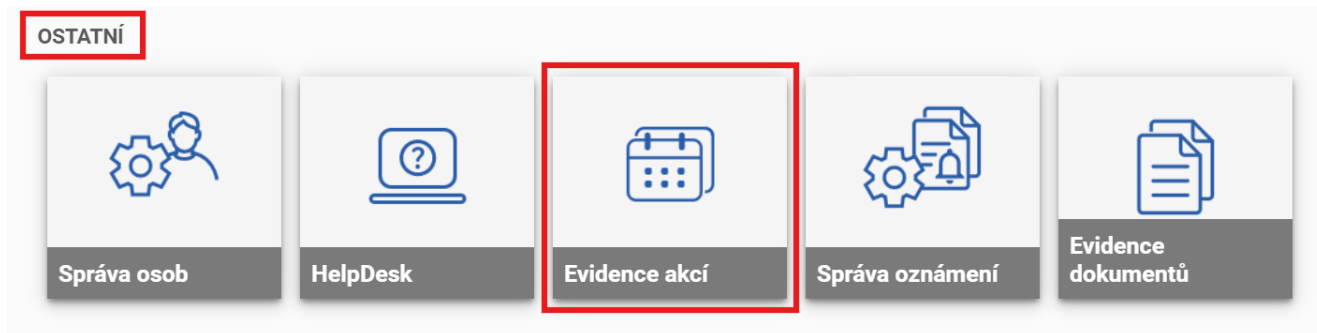 OSTATNÍ
Správa osob
HelpDesk
Evidence akcí
Správa oznámení
Evidence
dokumentů